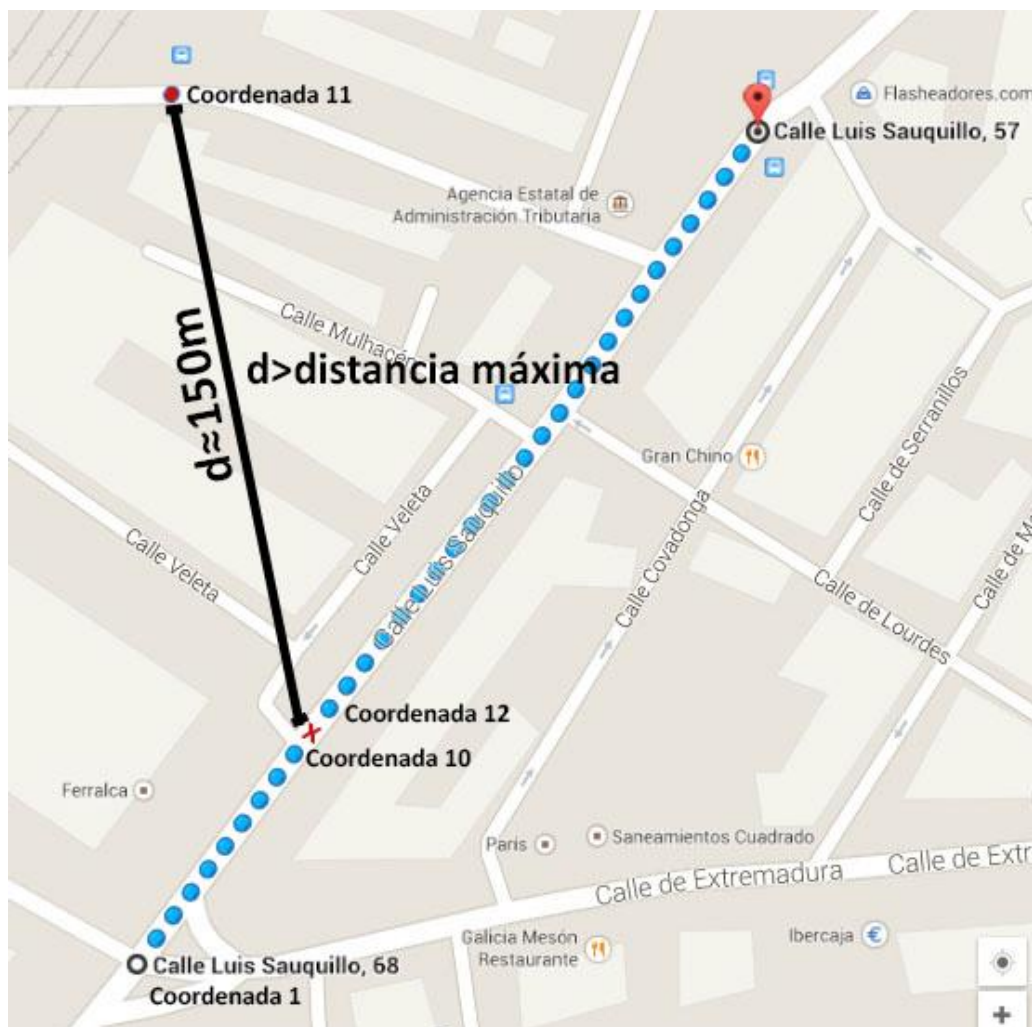 Coordenada 11
Flasheadores.com
Calle Luis Sauquillo, 57
Agencia Estatal de
Administración Tributaria
Calle Mulhacén
d≈150m
d>distancia máxima
Calle de Serranillos
Gran Chino
Calle Luis Sauquillo
Calle Veleta
Calle Covadonga
Calle Veleta
Calle de M
Calle de Lourdes
Coordenada 12
Coordenada 10
Ferralca
París
Saneamientos Cuadrado
Calle de Extremadura
Calle de Extr
Galicia Mesón
Restaurante
Ibercaja
€
Calle Luis Sauquillo, 68
Coordenada 1
+